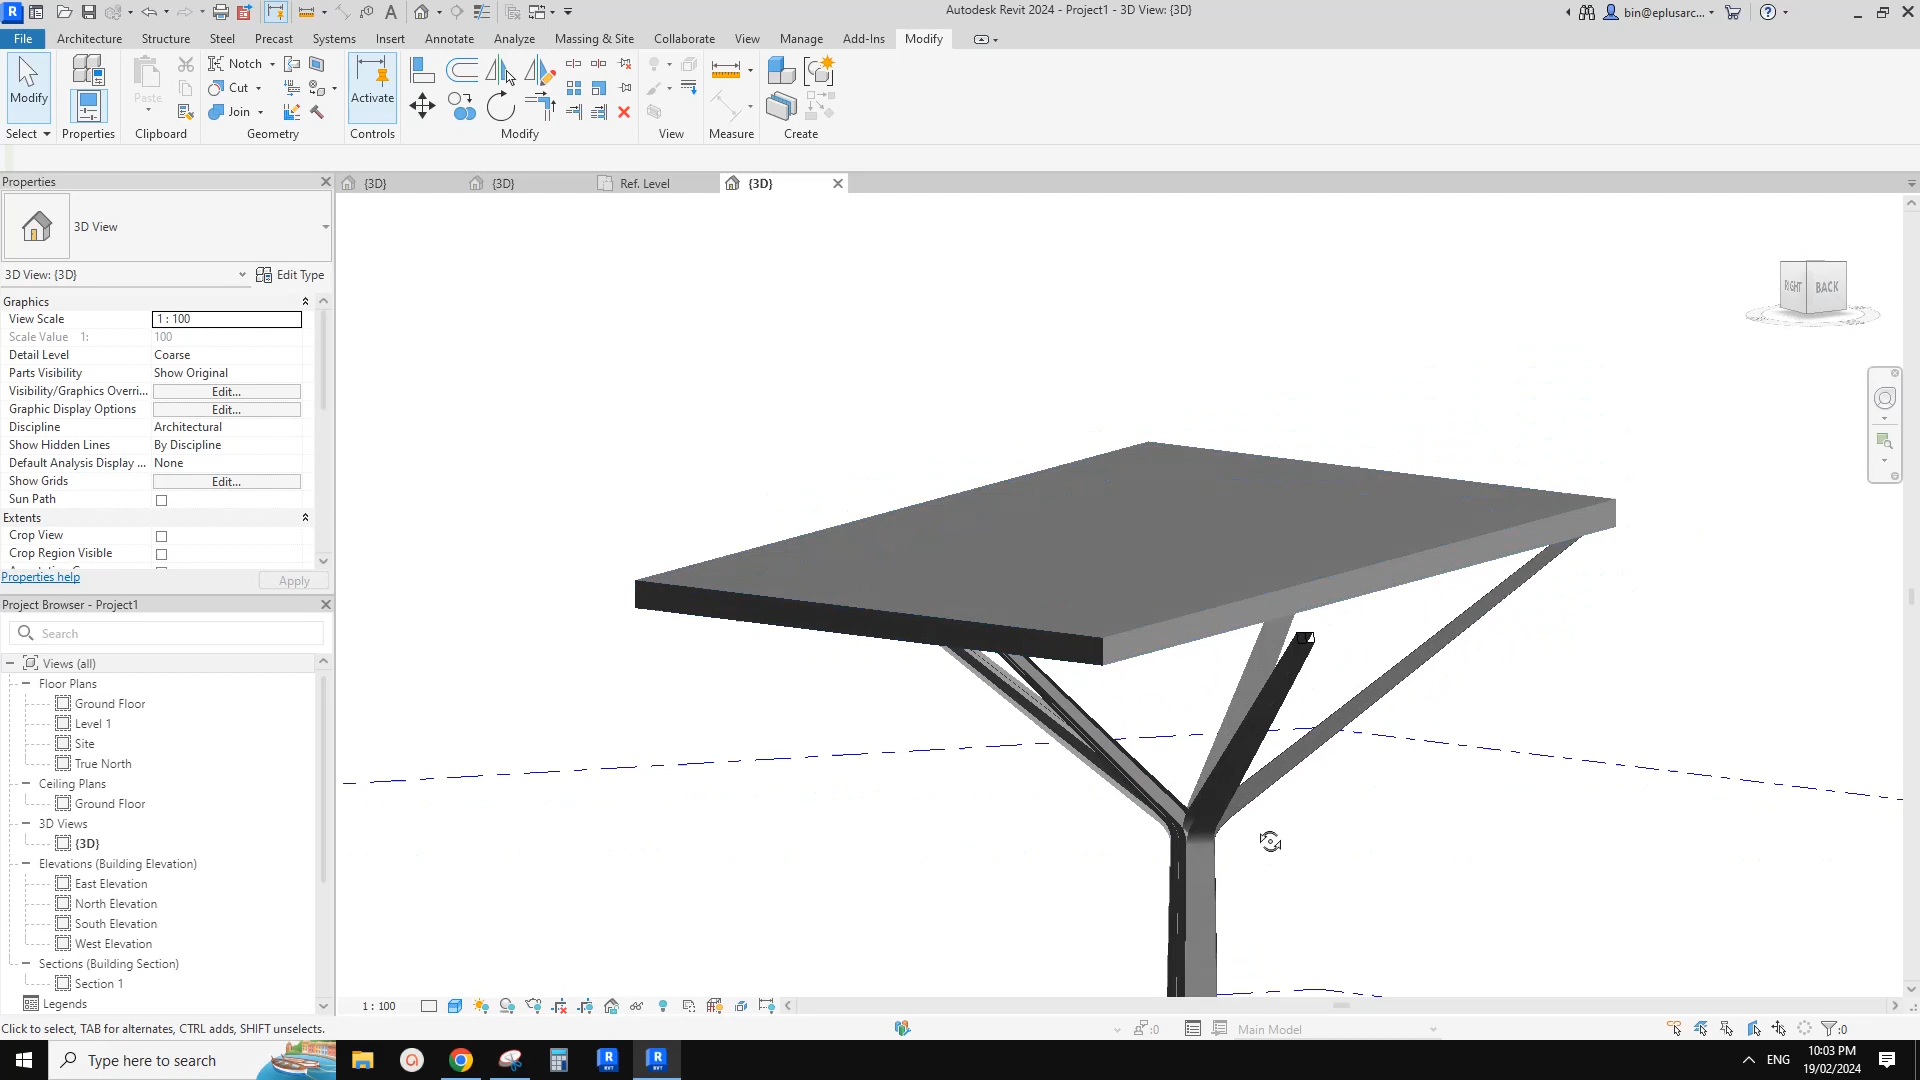 Autodesk Revit 2024 - Project1 - 3D View: {3D}
bin@eplusarc...
File Architecture Structure Steel Precast Systems Insert Annotate Analyze Massing & Site Collaborate View Manage Add-Ins Modify
Modify
Paste
Notch
Cut
Join
Activate
Select Properties Clipboard Geometry Controls Modify View Measure Create
Properties
{3D} {3D} Ref. Level {3D}
3D View
3D View: {3D} Edit Type
Graphics
View Scale 1 : 100
Scale Value 1: 100
Detail Level Coarse
Parts Visibility Show Original
Visibility/Graphics Overri... Edit...
Graphic Display Options Edit...
Discipline Architectural
Show Hidden Lines By Discipline
Default Analysis Display ... None
Show Grids Edit...
Sun Path
Extents
Crop View
Crop Region Visible
Properties help Apply
RIGHT BACK
Project Browser - Project1
Search
Views (all)
Floor Plans
Ground Floor
Level 1
Site
True North
Ceiling Plans
Ground Floor
3D Views
{3D}
Elevations (Building Elevation)
East Elevation
North Elevation
South Elevation
West Elevation
Sections (Building Section)
Section 1
Legends
1 : 100
Click to select, TAB for alternates, CTRL adds, SHIFT unselects.
:0 Main Model :0
Type here to search
ENG
10:03 PM
19/02/2024